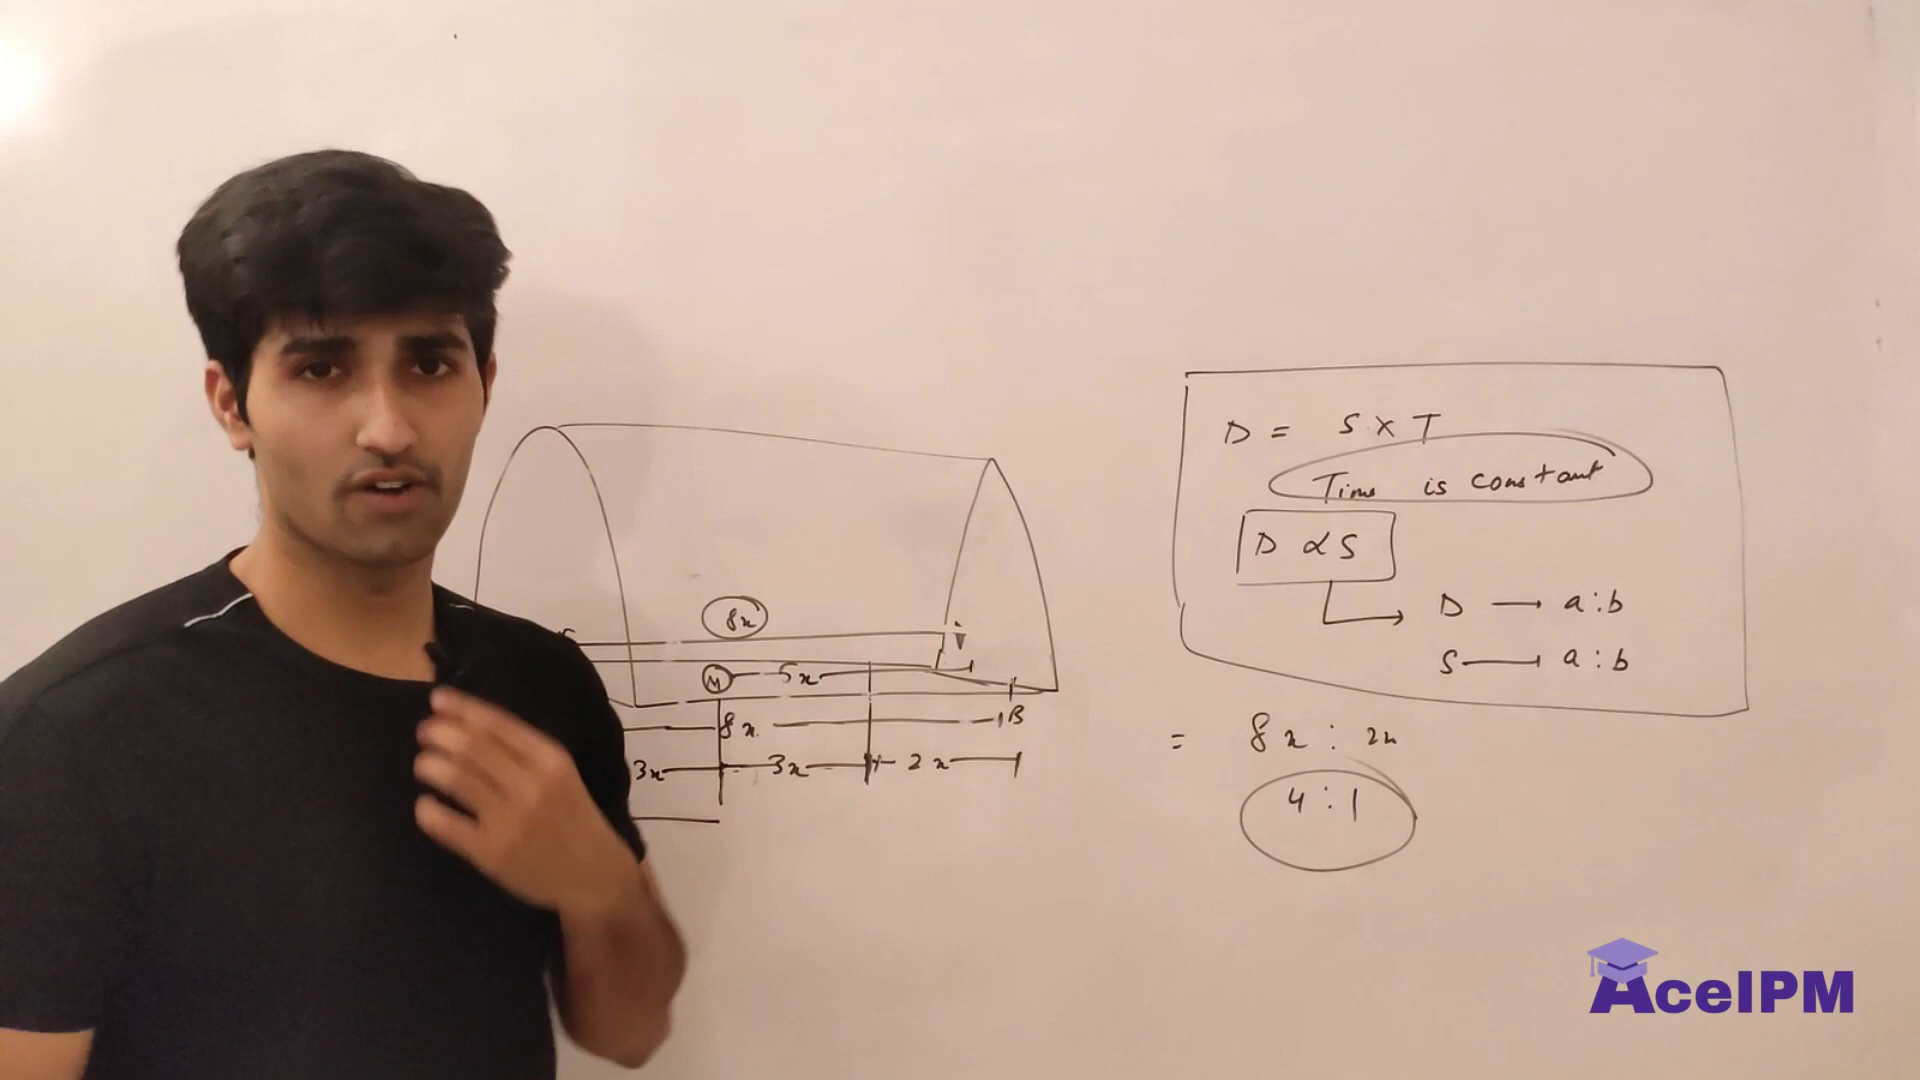 8x
M
5x
8x
B
3x
3x
2x
D = S × T
Time is constant
D ∝ S
D → a : b
S → a : b
= 8x : 2x
4 : 1
AceIPM